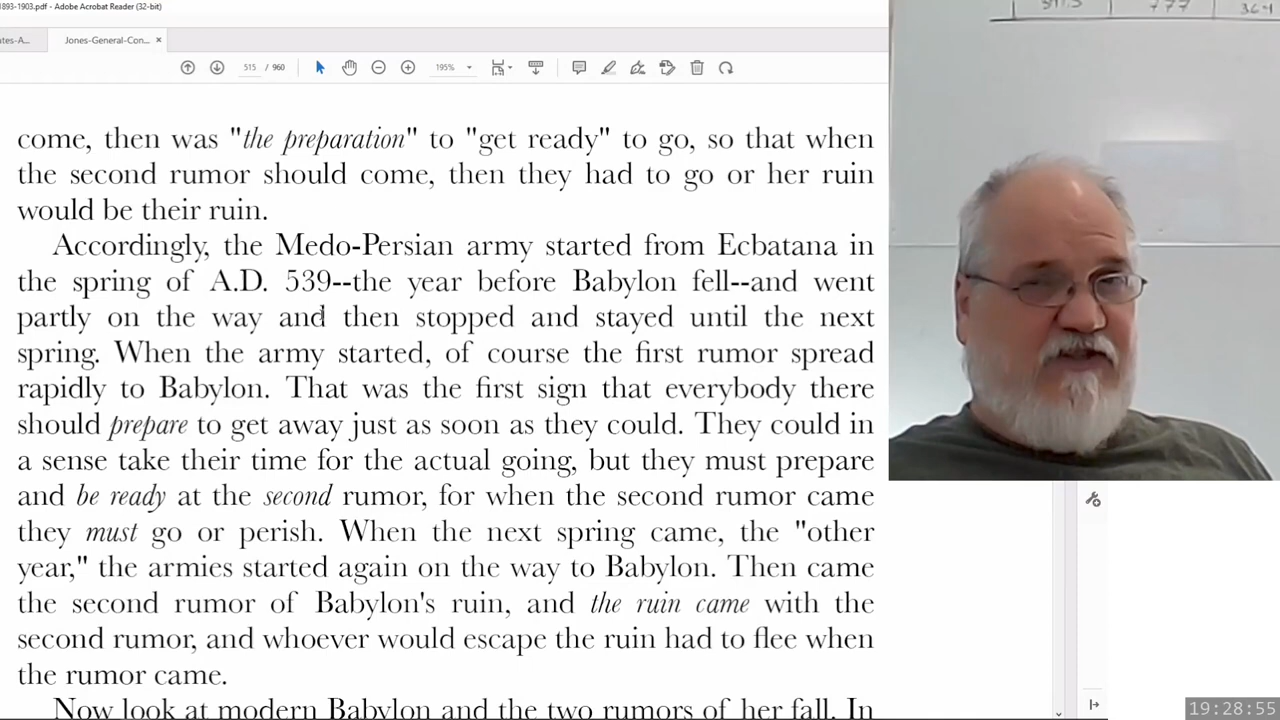 1893-1903.pdf - Adobe Acrobat Reader (32-bit)
Jones-General-Con... ×
515 / 960
195%
come, then was "the preparation" to "get ready" to go, so that when
the second rumor should come, then they had to go or her ruin
would be their ruin.
Accordingly, the Medo-Persian army started from Ecbatana in
the spring of A.D. 539--the year before Babylon fell--and went
partly on the way and then stopped and stayed until the next
spring. When the army started, of course the first rumor spread
rapidly to Babylon. That was the first sign that everybody there
should prepare to get away just as soon as they could. They could in
a sense take their time for the actual going, but they must prepare
and be ready at the second rumor, for when the second rumor came
they must go or perish. When the next spring came, the "other
year," the armies started again on the way to Babylon. Then came
the second rumor of Babylon's ruin, and the ruin came with the
second rumor, and whoever would escape the ruin had to flee when
the rumor came.
Now look at modern Babylon and the two rumors of her fall. In
777
19:28:55